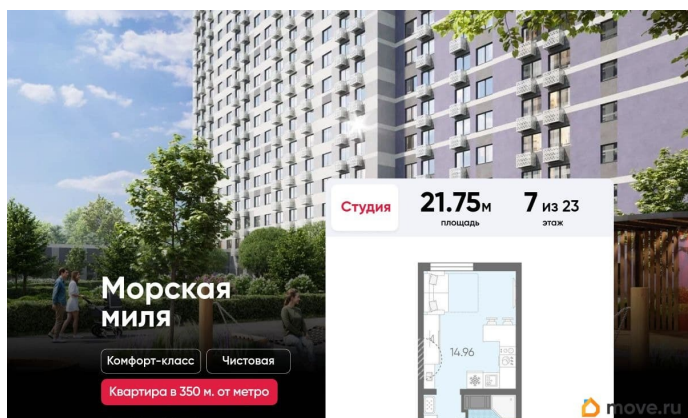 Студия
21.75м
площадь
7 из 23
этаж
Морская
миля
Комфорт-класс
Чистовая
Квартира в 350 м. от метро
14.96
move.ru